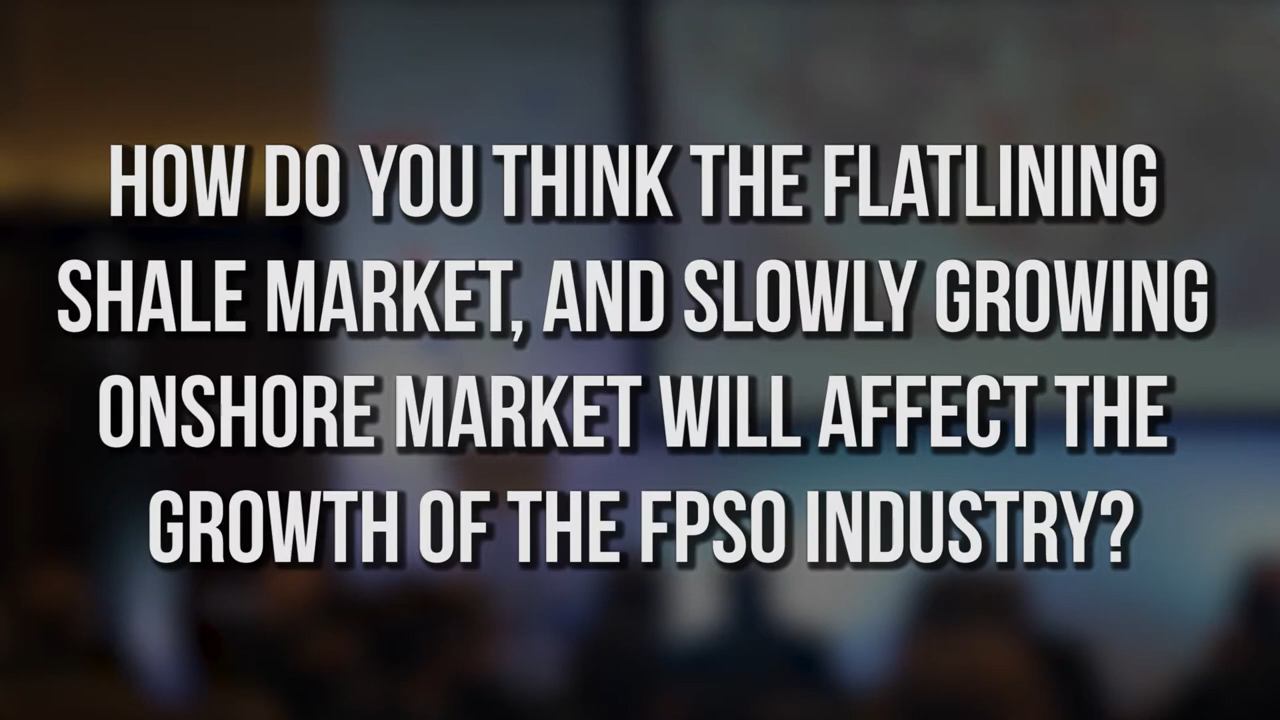 HOW DO YOU THINK THE FLATLINING
SHALE MARKET, AND SLOWLY GROWING
ONSHORE MARKET WILL AFFECT THE
GROWTH OF THE FPSO INDUSTRY?